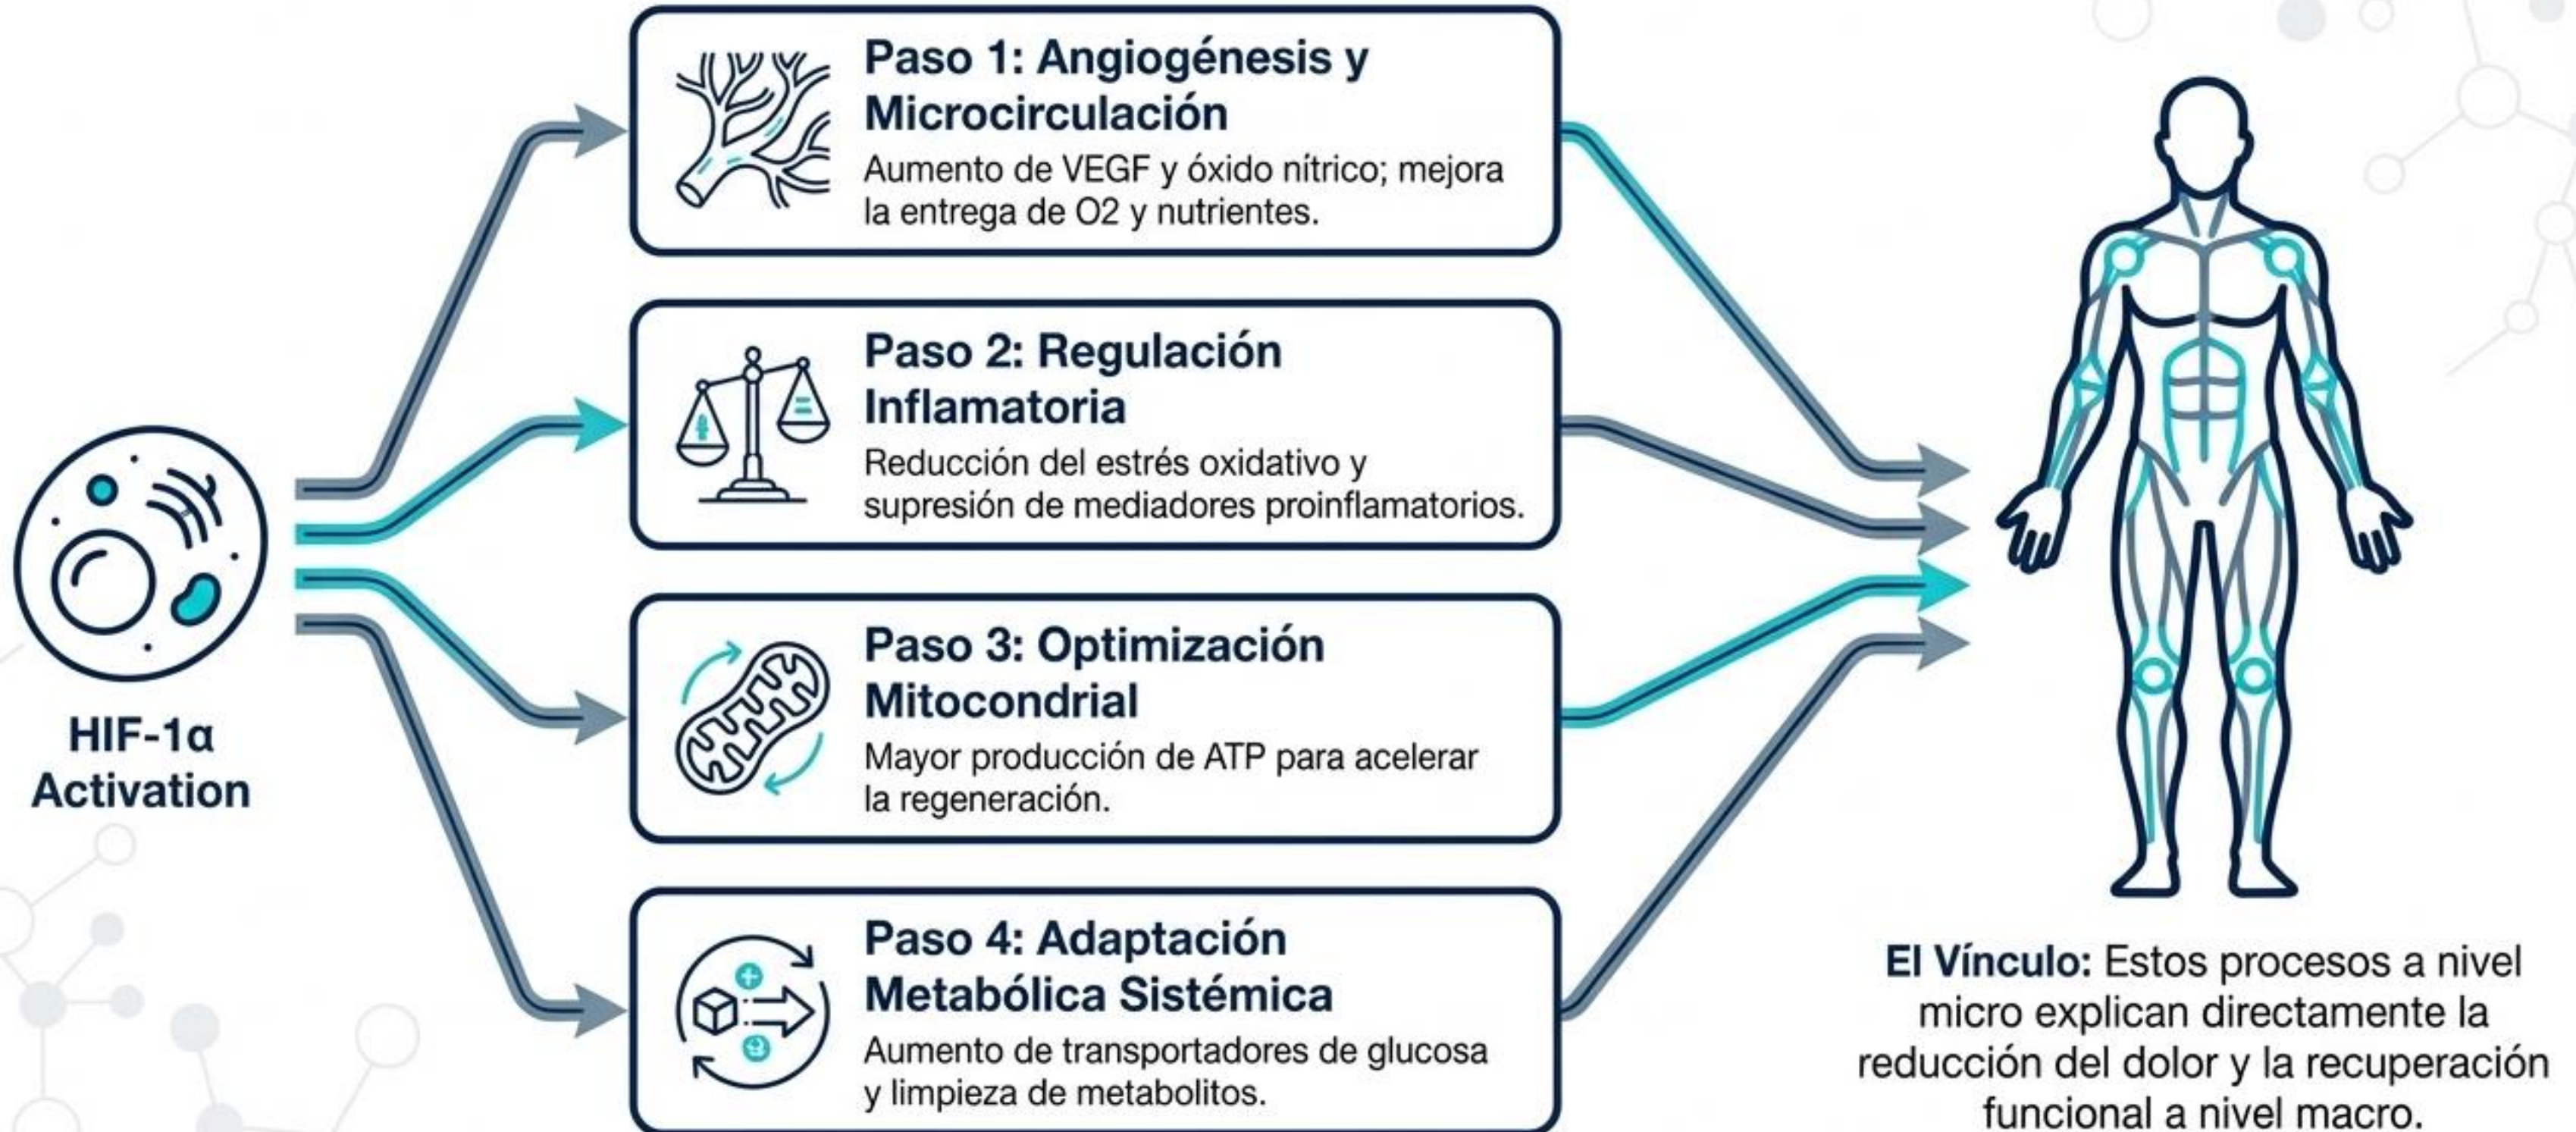 HIF-1α
Activation
Paso 1: Angiogénesis y
Microcirculación
Aumento de VEGF y óxido nítrico; mejora
la entrega de O2 y nutrientes.
Paso 2: Regulación
Inflamatoria
Reducción del estrés oxidativo y
supresión de mediadores proinflamatorios.
Paso 3: Optimización
Mitocondrial
Mayor producción de ATP para acelerar
la regeneración.
Paso 4: Adaptación
Metabólica Sistémica
Aumento de transportadores de glucosa
y limpieza de metabolitos.
El Vínculo: Estos procesos a nivel
micro explican directamente la
reducción del dolor y la recuperación
funcional a nivel macro.